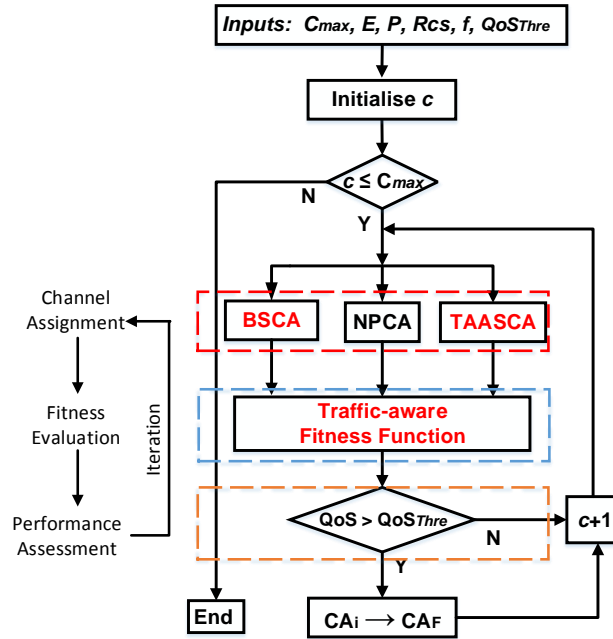 Inputs: Cmax, E, P, Rcs, f, QoSThre
Initialise c
c ≤ Cmax
N
Y
Channel
Assignment
BSCA
NPCA
TAASCA
Fitness
Evaluation
Iteration
Traffic-aware
Fitness Function
Performance
Assessment
QoS > QoSThre
N
c+1
Y
End
CAi → CAF